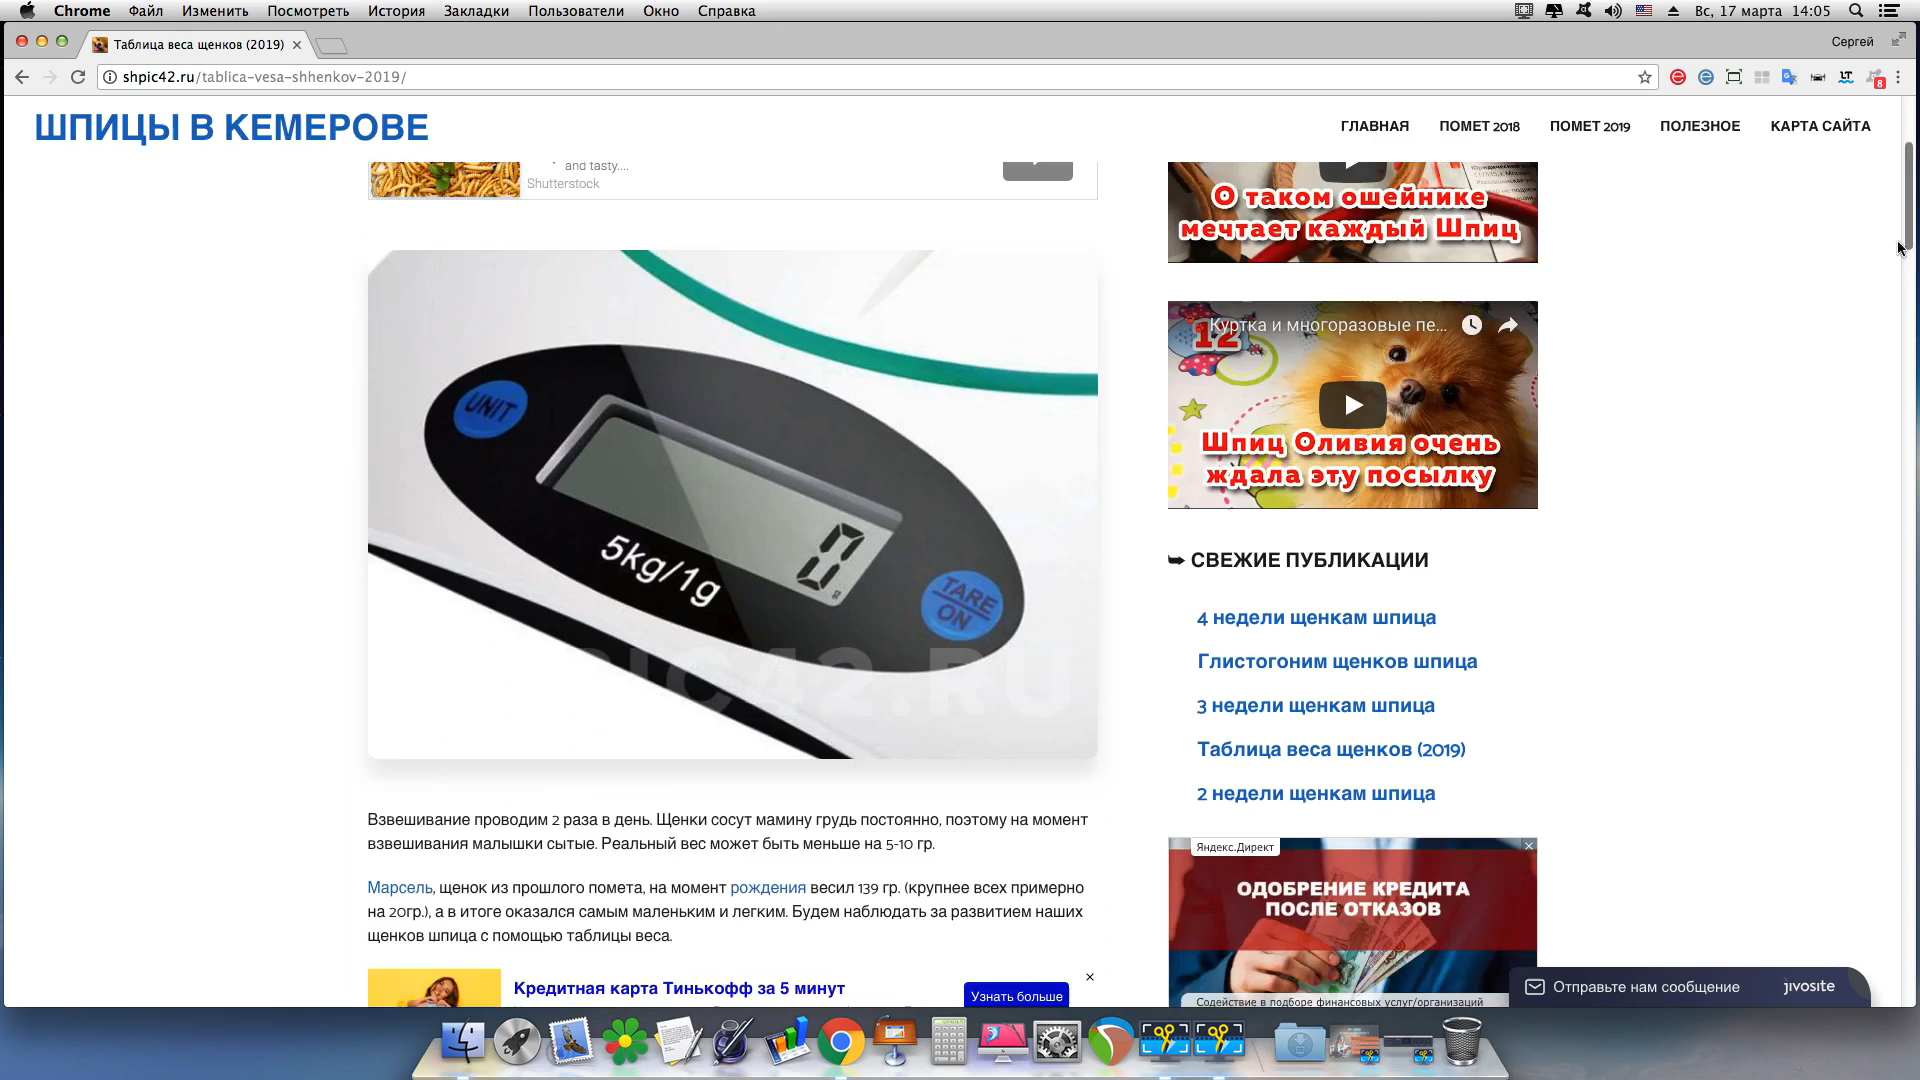 Chrome Файл Изменить Просмотреть История Закладки Пользователи Окно Справка
Вс, 17 марта 14:05
Таблица веса щенков (2019)
Сергей
shpic42.ru/tablica-vesa-shhenkov-2019/
8
ШПИЦЫ В КЕМЕРОВЕ
ГЛАВНАЯ ПОМЕТ 2018 ПОМЕТ 2019 ПОЛЕЗНОЕ КАРТА САЙТА
and tasty....
Shutterstock
О таком ошейнике
мечтает каждый Шпиц
UNIT
0
5kg/1g
TARE
ON
PIC42.RU
12
Куртка и многоразовые пе...
Шпиц Оливия очень
ждала эту посылку
➥ СВЕЖИЕ ПУБЛИКАЦИИ
4 недели щенкам шпица
Глистогоним щенков шпица
3 недели щенкам шпица
Таблица веса щенков (2019)
2 недели щенкам шпица
Взвешивание проводим 2 раза в день. Щенки сосут мамину грудь постоянно, поэтому на момент
взвешивания малышки сытые. Реальный вес может быть меньше на 5-10 гр.
Марсель, щенок из прошлого помета, на момент рождения весил 139 гр. (крупнее всех примерно
на 20гр.), а в итоге оказался самым маленьким и легким. Будем наблюдать за развитием наших
щенков шпица с помощью таблицы веса.
Кредитная карта Тинькофф за 5 минут
Узнать больше
Яндекс.Директ
ОДОБРЕНИЕ КРЕДИТА
ПОСЛЕ ОТКАЗОВ
Содействие в подборе финансовых услуг/организаций
Отправьте нам сообщение
jivosite